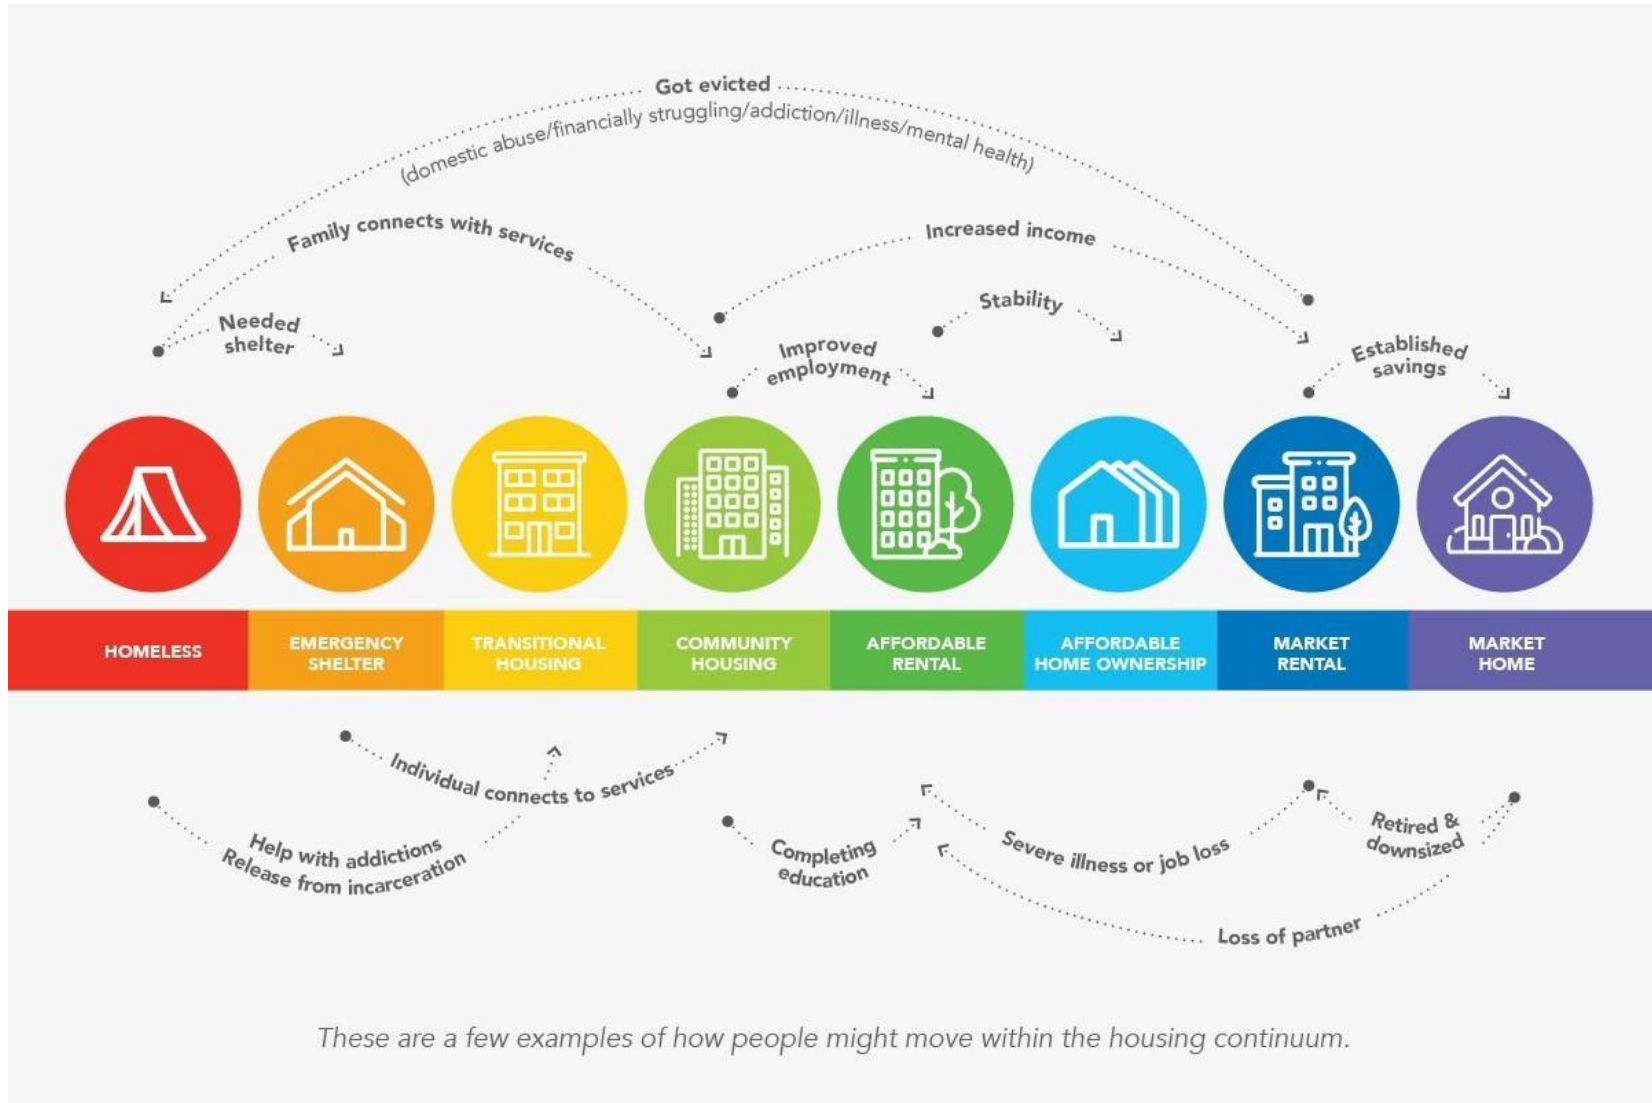 Got evicted
(domestic abuse/financially struggling/addiction/illness/mental health)
Family connects with services
Increased income
Needed
shelter
Stability
Improved
employment
Established
savings
HOMELESS
EMERGENCY
SHELTER
TRANSITIONAL
HOUSING
COMMUNITY
HOUSING
AFFORDABLE
RENTAL
AFFORDABLE
HOME OWNERSHIP
MARKET
RENTAL
MARKET
HOME
Individual connects to services
Help with addictions
Release from incarceration
Completing
education
Severe illness or job loss
Retired &
downsized
Loss of partner
These are a few examples of how people might move within the housing continuum.